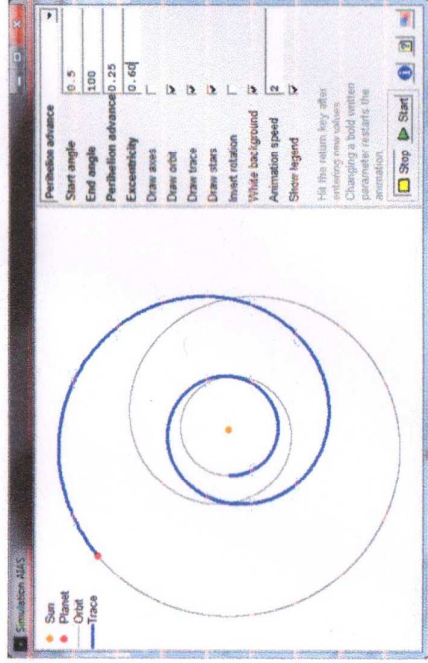 Simulation AIAS
Sun
Planet
Orbit
Trace
Perihelion advance
Start angle 0.5
End angle 100
Perihelion advance 0.25
Excentricity 0.60
Draw axes
Draw orbit
Draw trace
Draw stars
Invert rotation
White background
Animation speed 2
Show legend
Hit the return key after
entering new values.
Changing a bold written
parameter restarts the
animation.
Stop Start